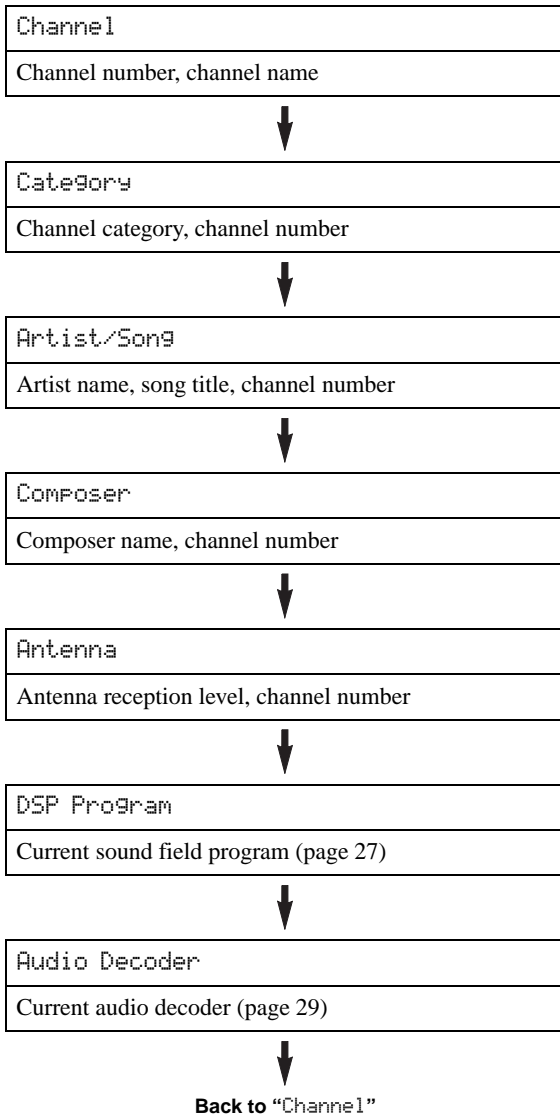 Channel
Channel number, channel name
Category
Channel category, channel number
Artist/Song
Artist name, song title, channel number
Composer
Composer name, channel number
Antenna
Antenna reception level, channel number
DSP Program
Current sound field program (page 27)
Audio Decoder
Current audio decoder (page 29)
Back to “Channel”